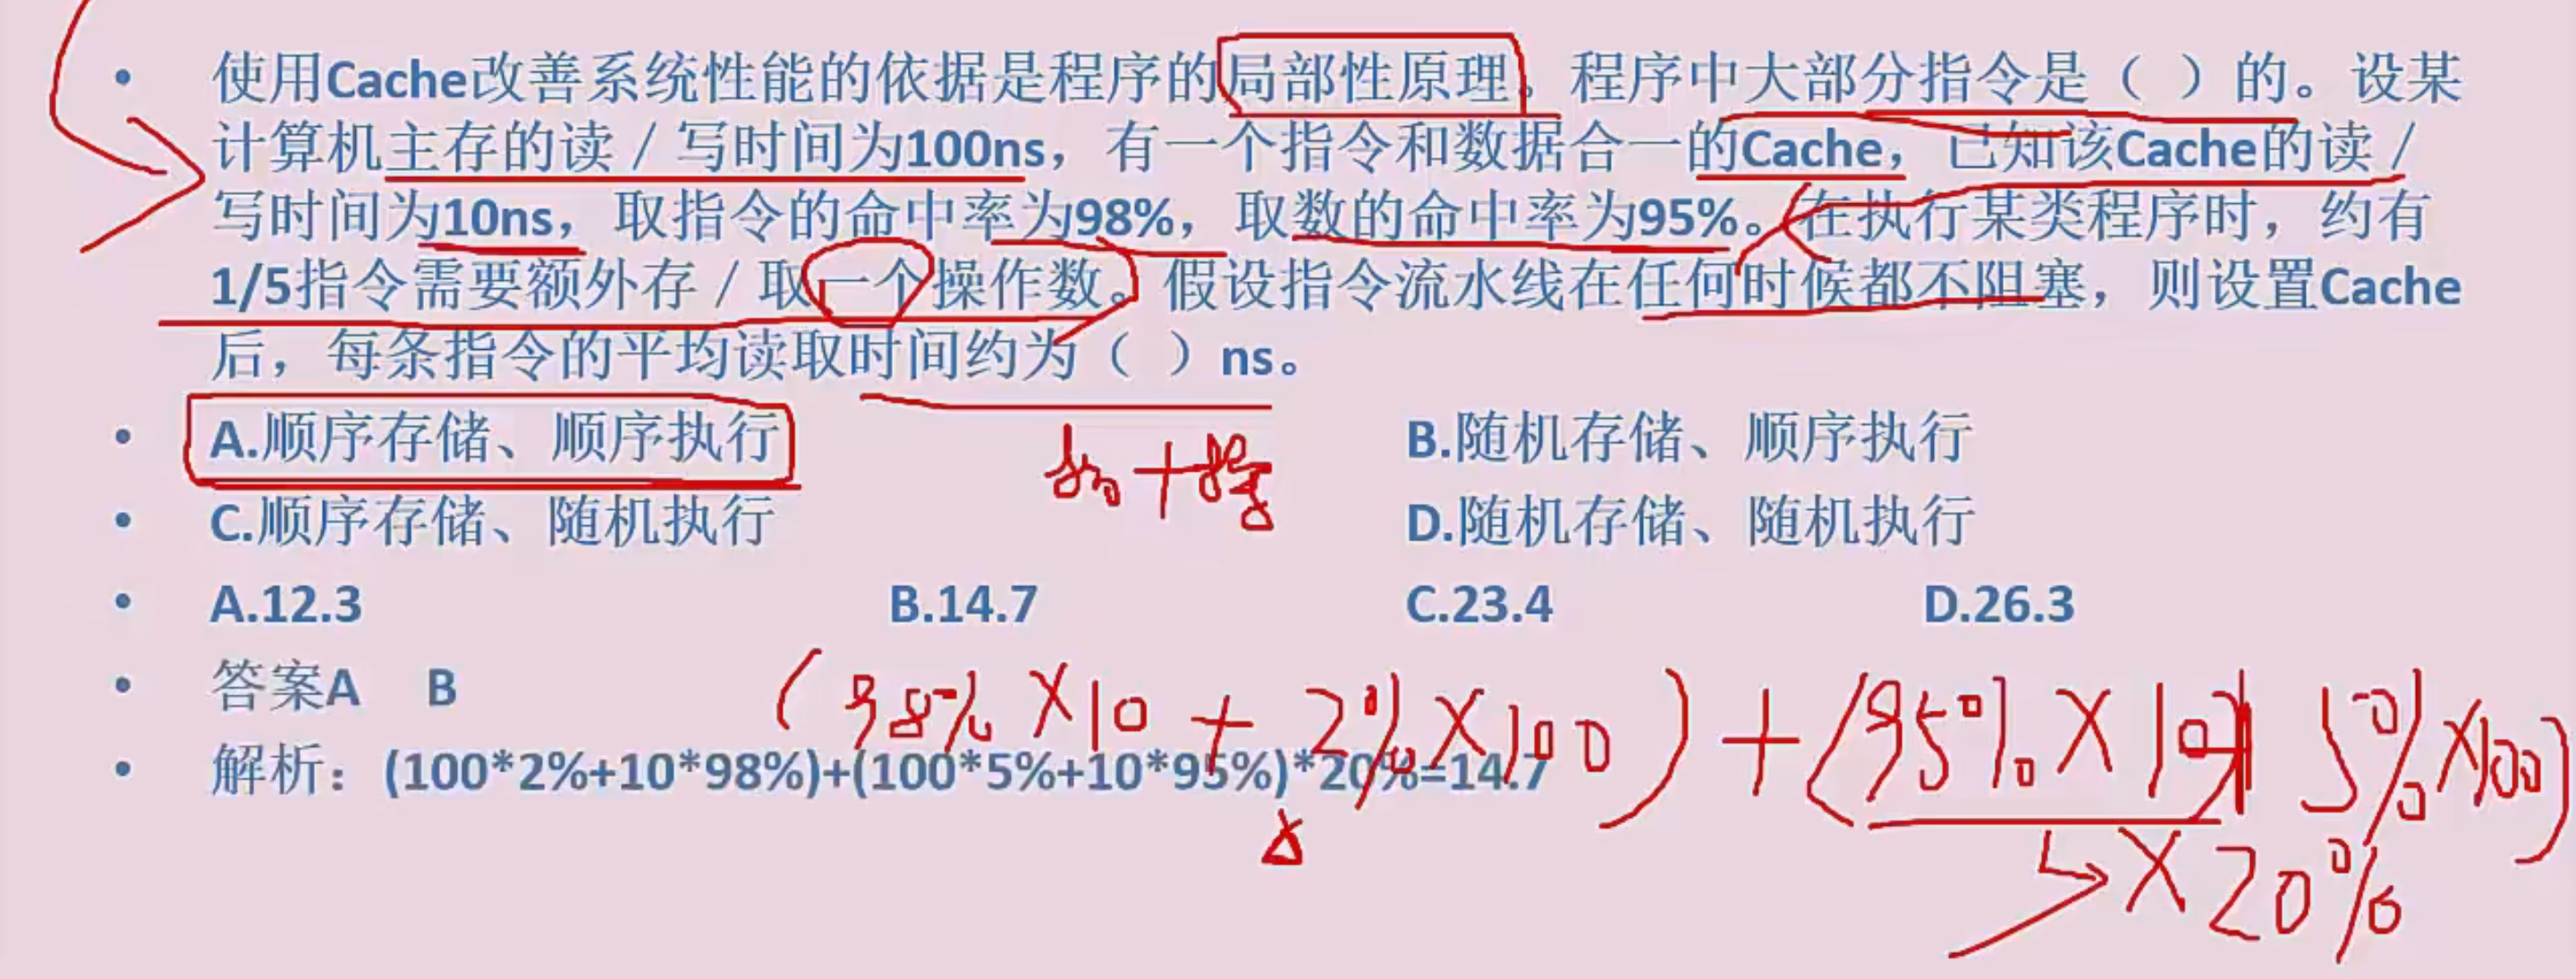 使用Cache改善系统性能的依据是程序的局部性原理。程序中大部分指令是（ ）的。设某
计算机主存的读／写时间为100ns，有一个指令和数据合一的Cache，已知该Cache的读／
写时间为10ns，取指令的命中率为98%，取数的命中率为95%。在执行某类程序时，约有
1/5指令需要额外存／取一个操作数。假设指令流水线在任何时候都不阻塞，则设置Cache
后，每条指令的平均读取时间约为（ ）ns。
A.顺序存储、顺序执行 B.随机存储、顺序执行
C.顺序存储、随机执行 D.随机存储、随机执行
A.12.3 B.14.7 C.23.4 D.26.3
答案A B
(98% × 10 + 2% × 100) + (95% × 10 + 5% × 100)
解析：(100*2%+10*98%)+(100*5%+10*95%)*20%=14.7
× 20%